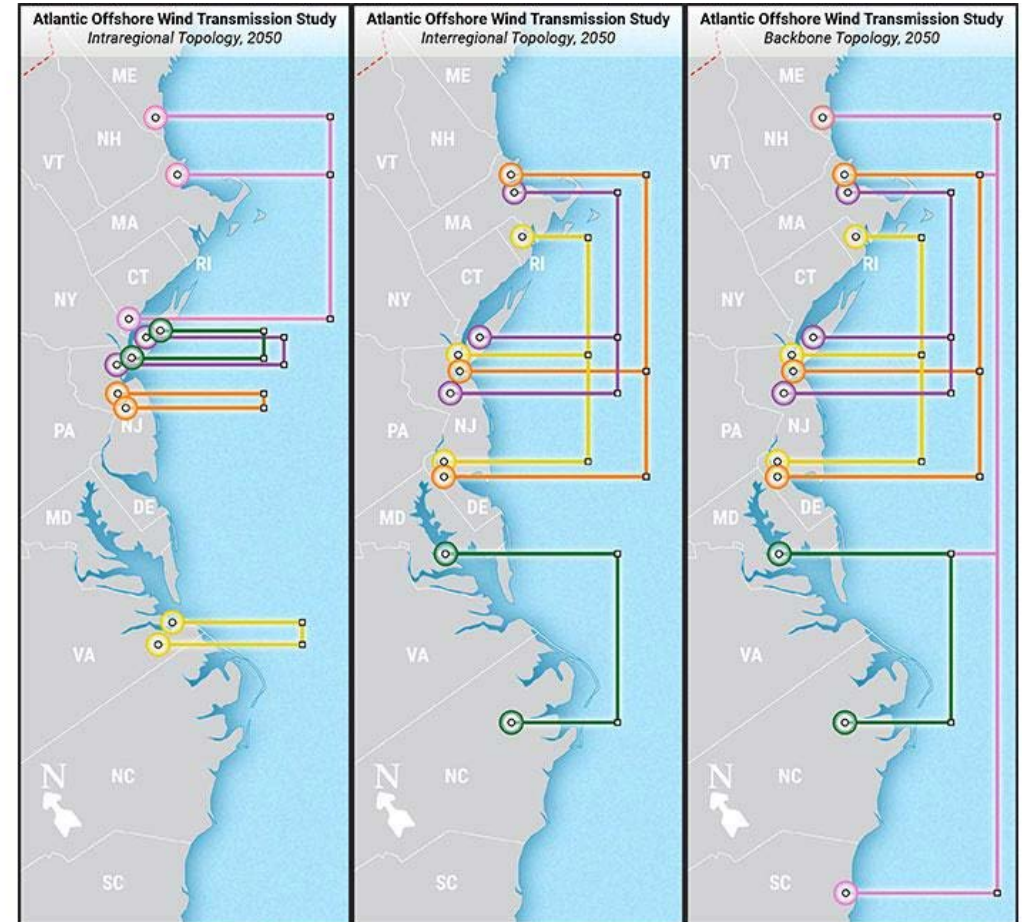 Atlantic Offshore Wind Transmission Study
Intraregional Topology, 2050
ME
NH
VT
MA
RI
CT
NY
NJ
PA
DE
MD
VA
N
NC
SC
Atlantic Offshore Wind Transmission Study
Interregional Topology, 2050
ME
NH
VT
MA
RI
CT
NY
NJ
PA
DE
MD
VA
N
NC
SC
Atlantic Offshore Wind Transmission Study
Backbone Topology, 2050
ME
NH
VT
MA
RI
CT
NY
NJ
PA
DE
MD
VA
N
NC
SC